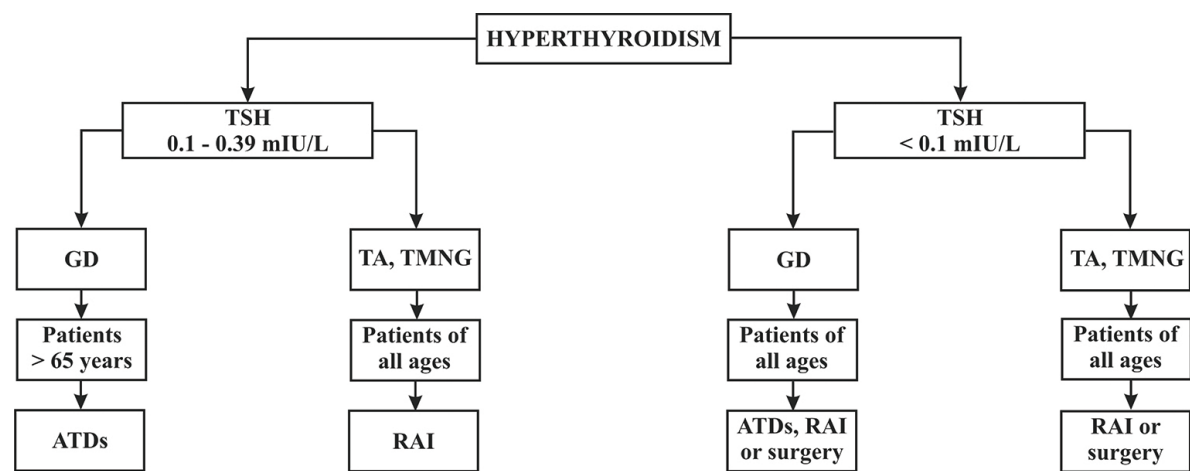 HYPERTHYROIDISM
TSH
0.1 - 0.39 mIU/L
TSH
< 0.1 mIU/L
GD
TA, TMNG
GD
TA, TMNG
Patients
> 65 years
Patients of
all ages
Patients of
all ages
Patients of
all ages
ATDs
RAI
ATDs, RAI
or surgery
RAI or
surgery